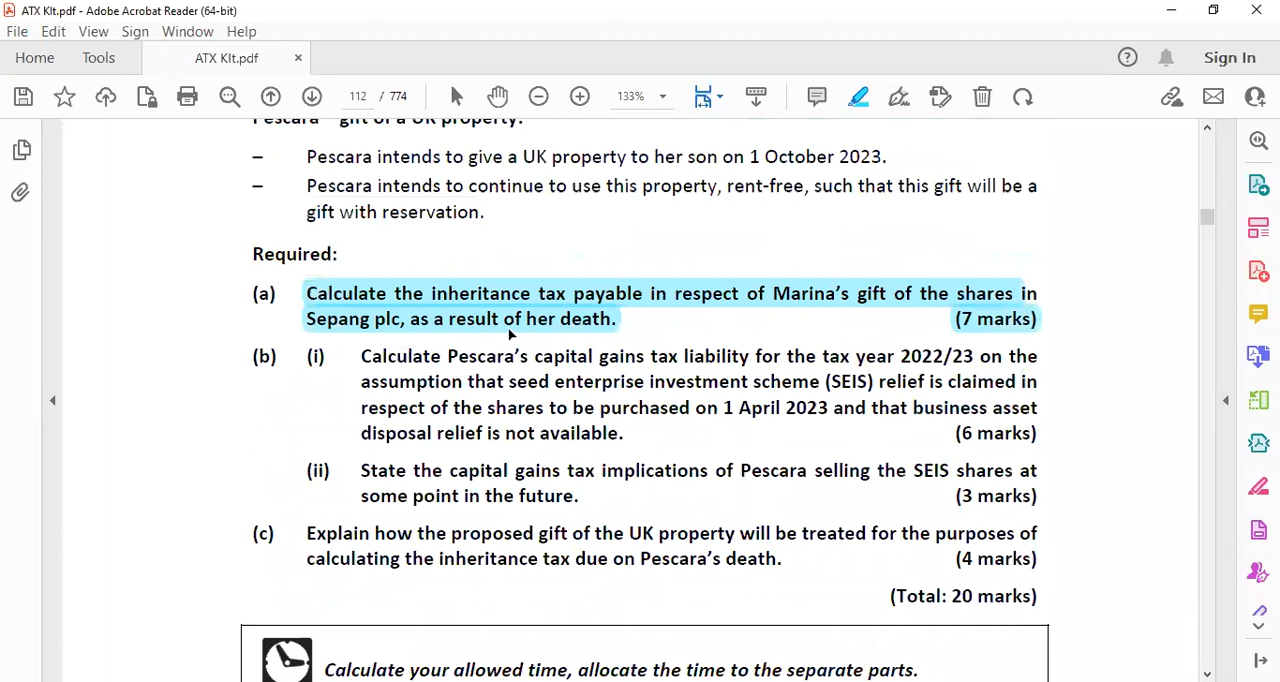 ATX KIt.pdf - Adobe Acrobat Reader (64-bit)
File Edit View Sign Window Help
Home Tools ATX KIt.pdf × Sign In
112 / 774 133%
Pescara – gift of a UK property:
– Pescara intends to give a UK property to her son on 1 October 2023.
– Pescara intends to continue to use this property, rent-free, such that this gift will be a
gift with reservation.
Required:
(a) Calculate the inheritance tax payable in respect of Marina’s gift of the shares in
Sepang plc, as a result of her death. (7 marks)
(b) (i) Calculate Pescara’s capital gains tax liability for the tax year 2022/23 on the
assumption that seed enterprise investment scheme (SEIS) relief is claimed in
respect of the shares to be purchased on 1 April 2023 and that business asset
disposal relief is not available. (6 marks)
(ii) State the capital gains tax implications of Pescara selling the SEIS shares at
some point in the future. (3 marks)
(c) Explain how the proposed gift of the UK property will be treated for the purposes of
calculating the inheritance tax due on Pescara’s death. (4 marks)
(Total: 20 marks)
Calculate your allowed time, allocate the time to the separate parts.